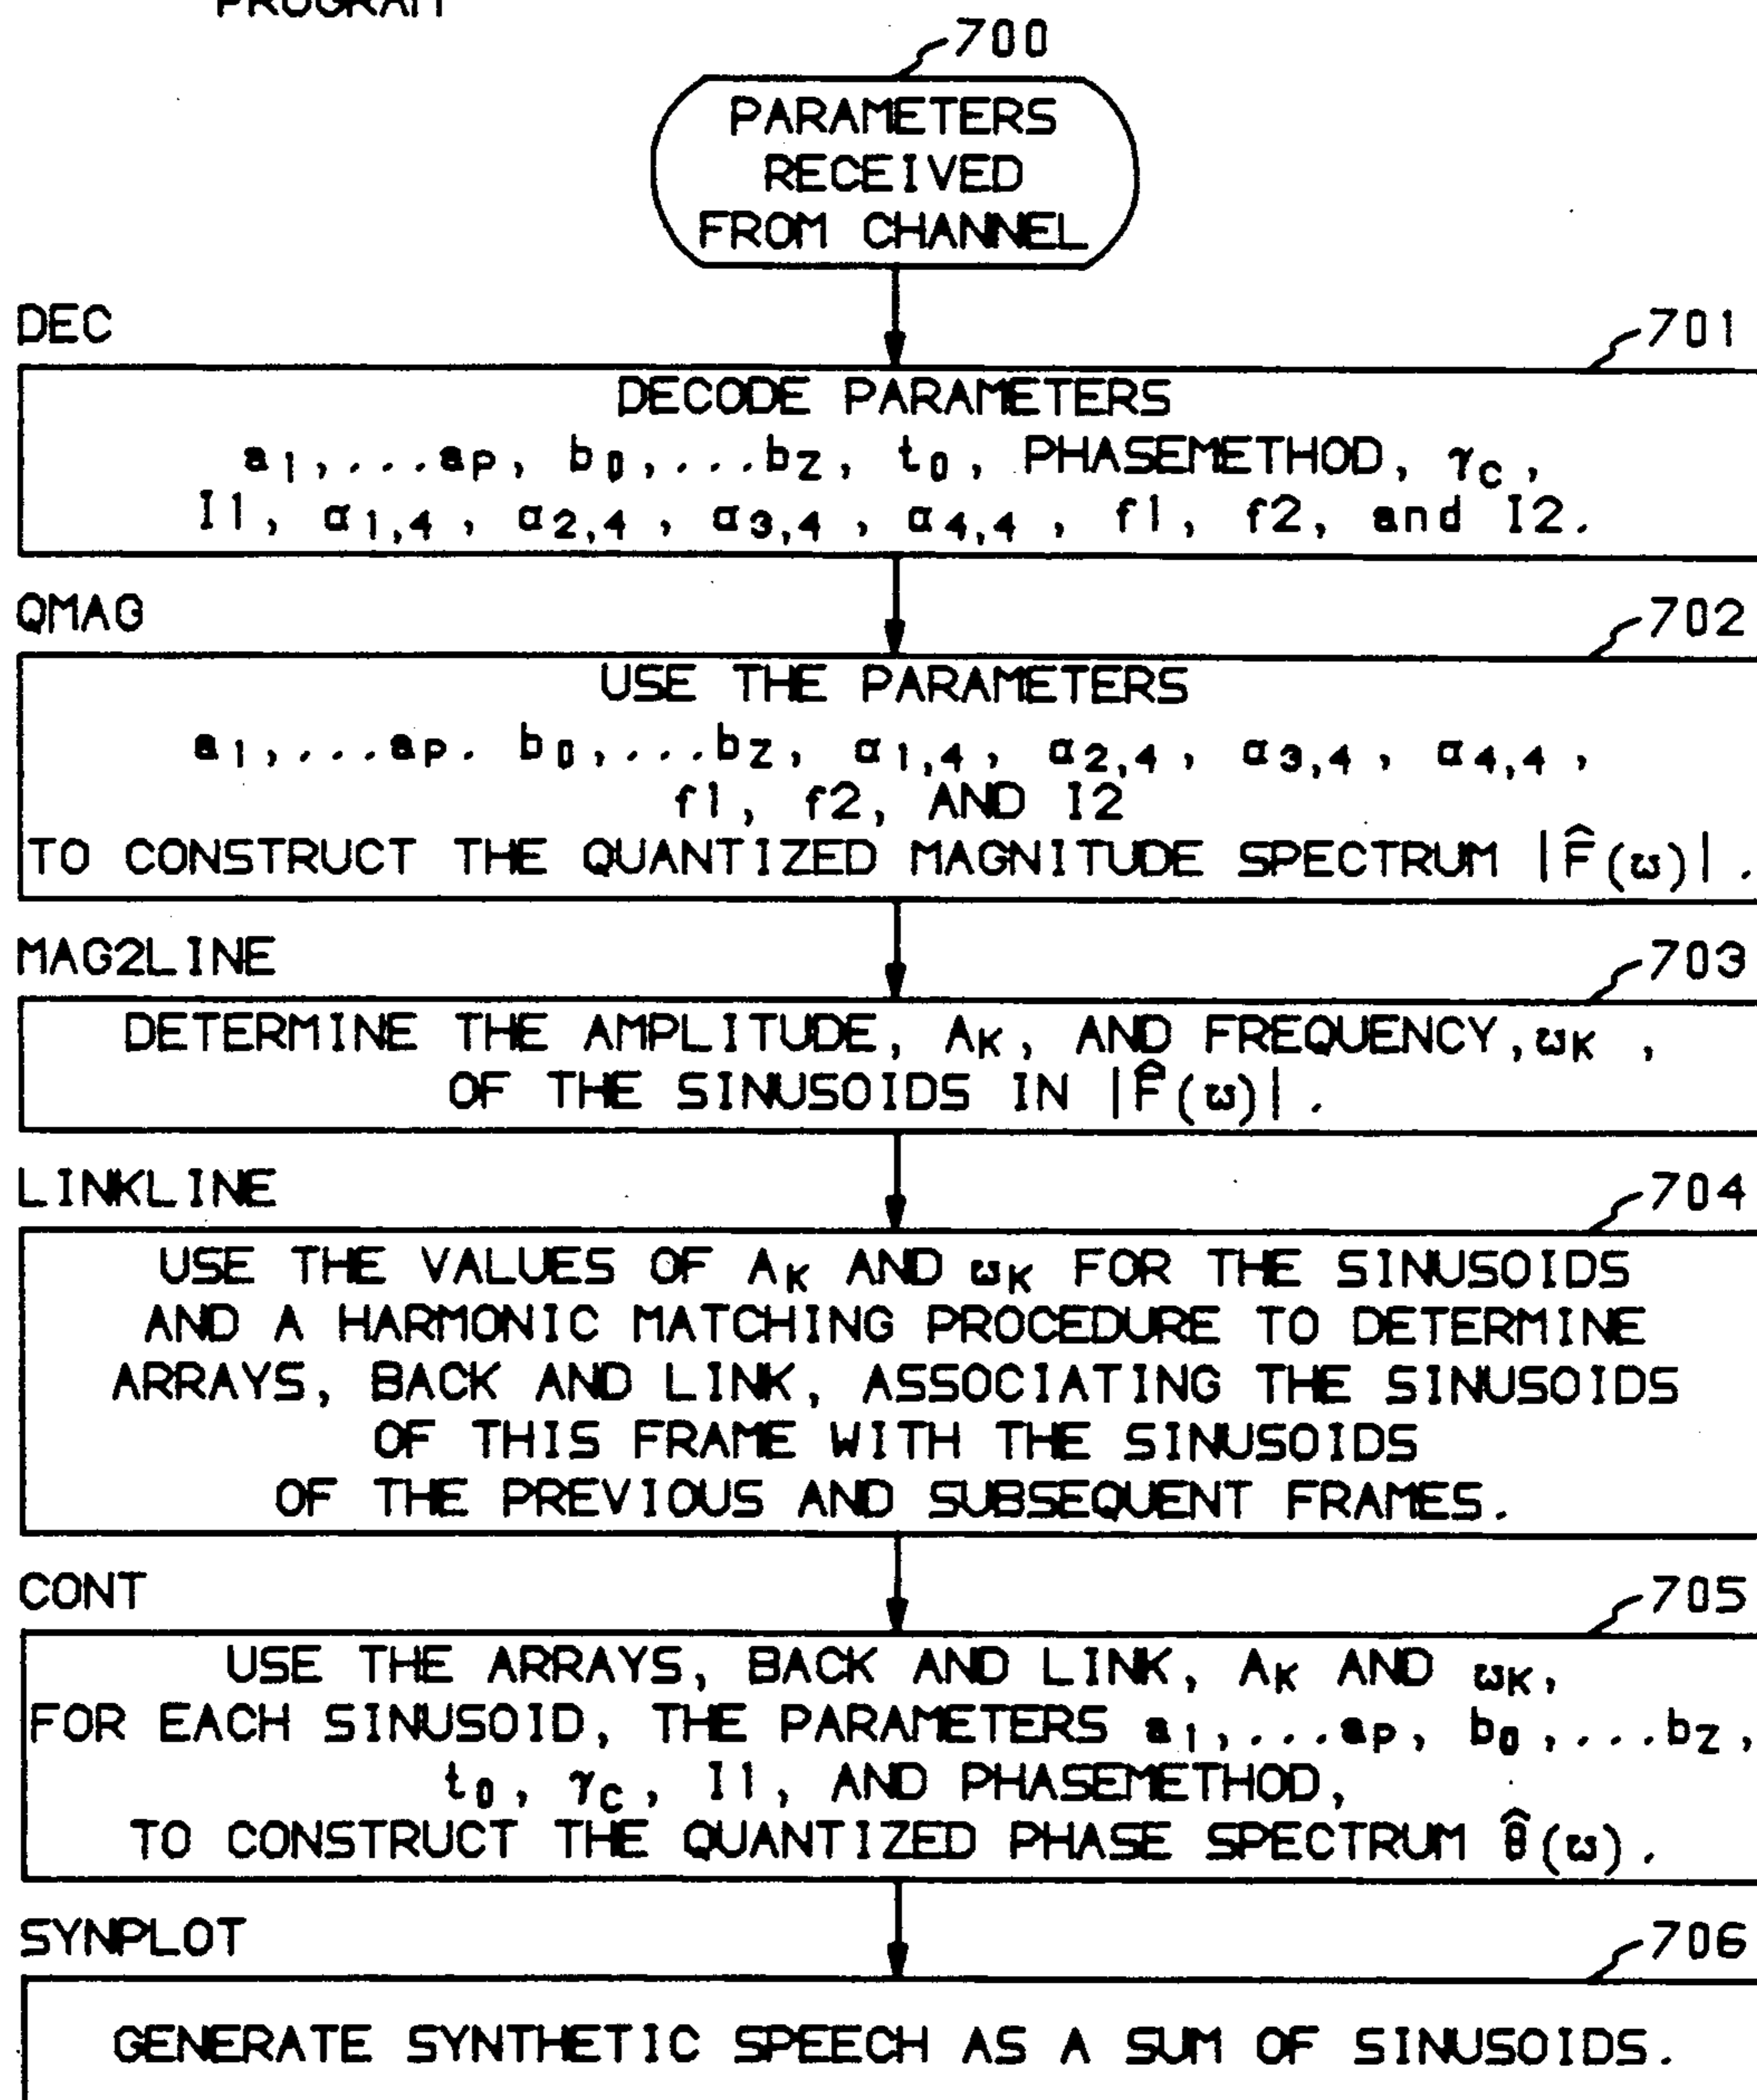 PROGRAM
700
PARAMETERS
RECEIVED
FROM CHANNEL
DEC
701
DECODE PARAMETERS
a₁,...aP, b₀,...bZ, t₀, PHASEMETHOD, γC,
I1, α₁,₄, α₂,₄, α₃,₄, α₄,₄, f1, f2, and I2.
QMAG
702
USE THE PARAMETERS
a₁,...aP. b₀,...bZ, α₁,₄, α₂,₄, α₃,₄, α₄,₄,
f1, f2, AND I2
TO CONSTRUCT THE QUANTIZED MAGNITUDE SPECTRUM |F̂(ω)|.
MAG2LINE
703
DETERMINE THE AMPLITUDE, AK, AND FREQUENCY, ωK,
OF THE SINUSOIDS IN |F̂(ω)|.
LINKLINE
704
USE THE VALUES OF AK AND ωK FOR THE SINUSOIDS
AND A HARMONIC MATCHING PROCEDURE TO DETERMINE
ARRAYS, BACK AND LINK, ASSOCIATING THE SINUSOIDS
OF THIS FRAME WITH THE SINUSOIDS
OF THE PREVIOUS AND SUBSEQUENT FRAMES.
CONT
705
USE THE ARRAYS, BACK AND LINK, AK AND ωK,
FOR EACH SINUSOID, THE PARAMETERS a₁,...aP, b₀,...bZ,
t₀, γC, I1, AND PHASEMETHOD,
TO CONSTRUCT THE QUANTIZED PHASE SPECTRUM θ̂(ω).
SYNPLOT
706
GENERATE SYNTHETIC SPEECH AS A SUM OF SINUSOIDS.